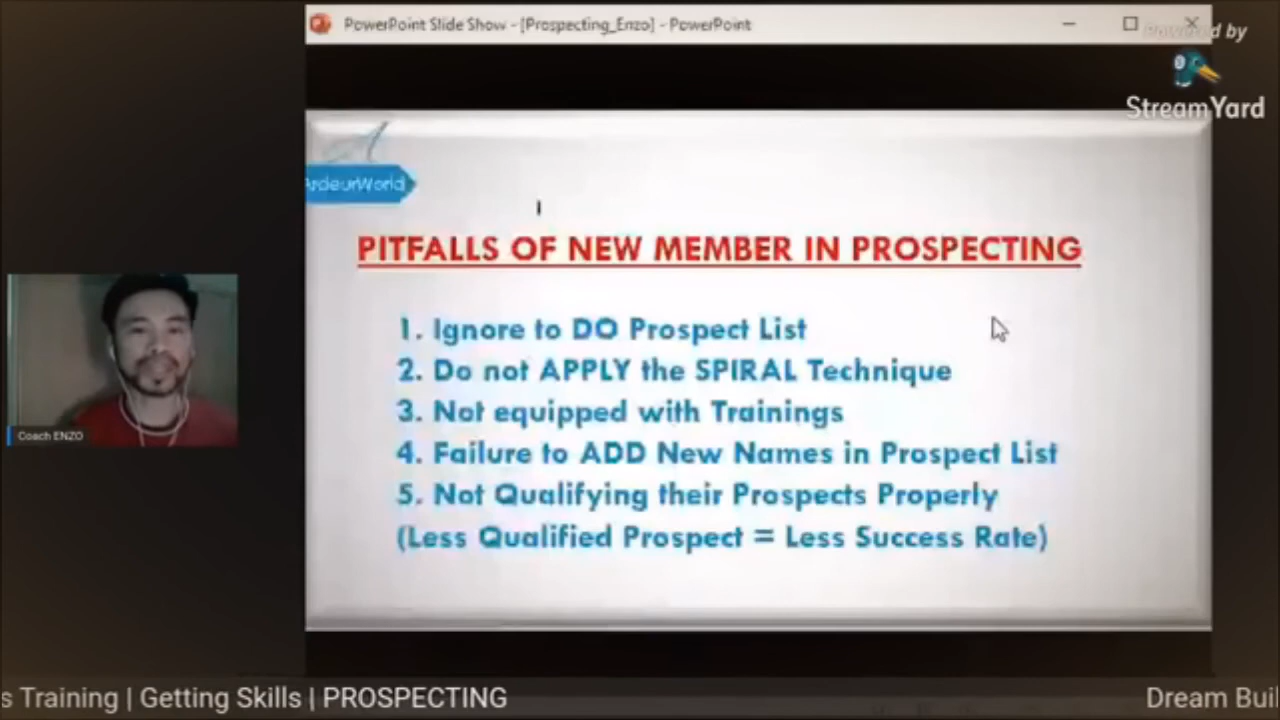 PowerPoint Slide Show - [Prospecting_Enzo] - PowerPoint
Powered by
StreamYard
ArdeurWorld
PITFALLS OF NEW MEMBER IN PROSPECTING
1. Ignore to DO Prospect List
2. Do not APPLY the SPIRAL Technique
3. Not equipped with Trainings
4. Failure to ADD New Names in Prospect List
5. Not Qualifying their Prospects Properly
(Less Qualified Prospect = Less Success Rate)
Coach ENZO
s Training | Getting Skills | PROSPECTING
Dream Buil